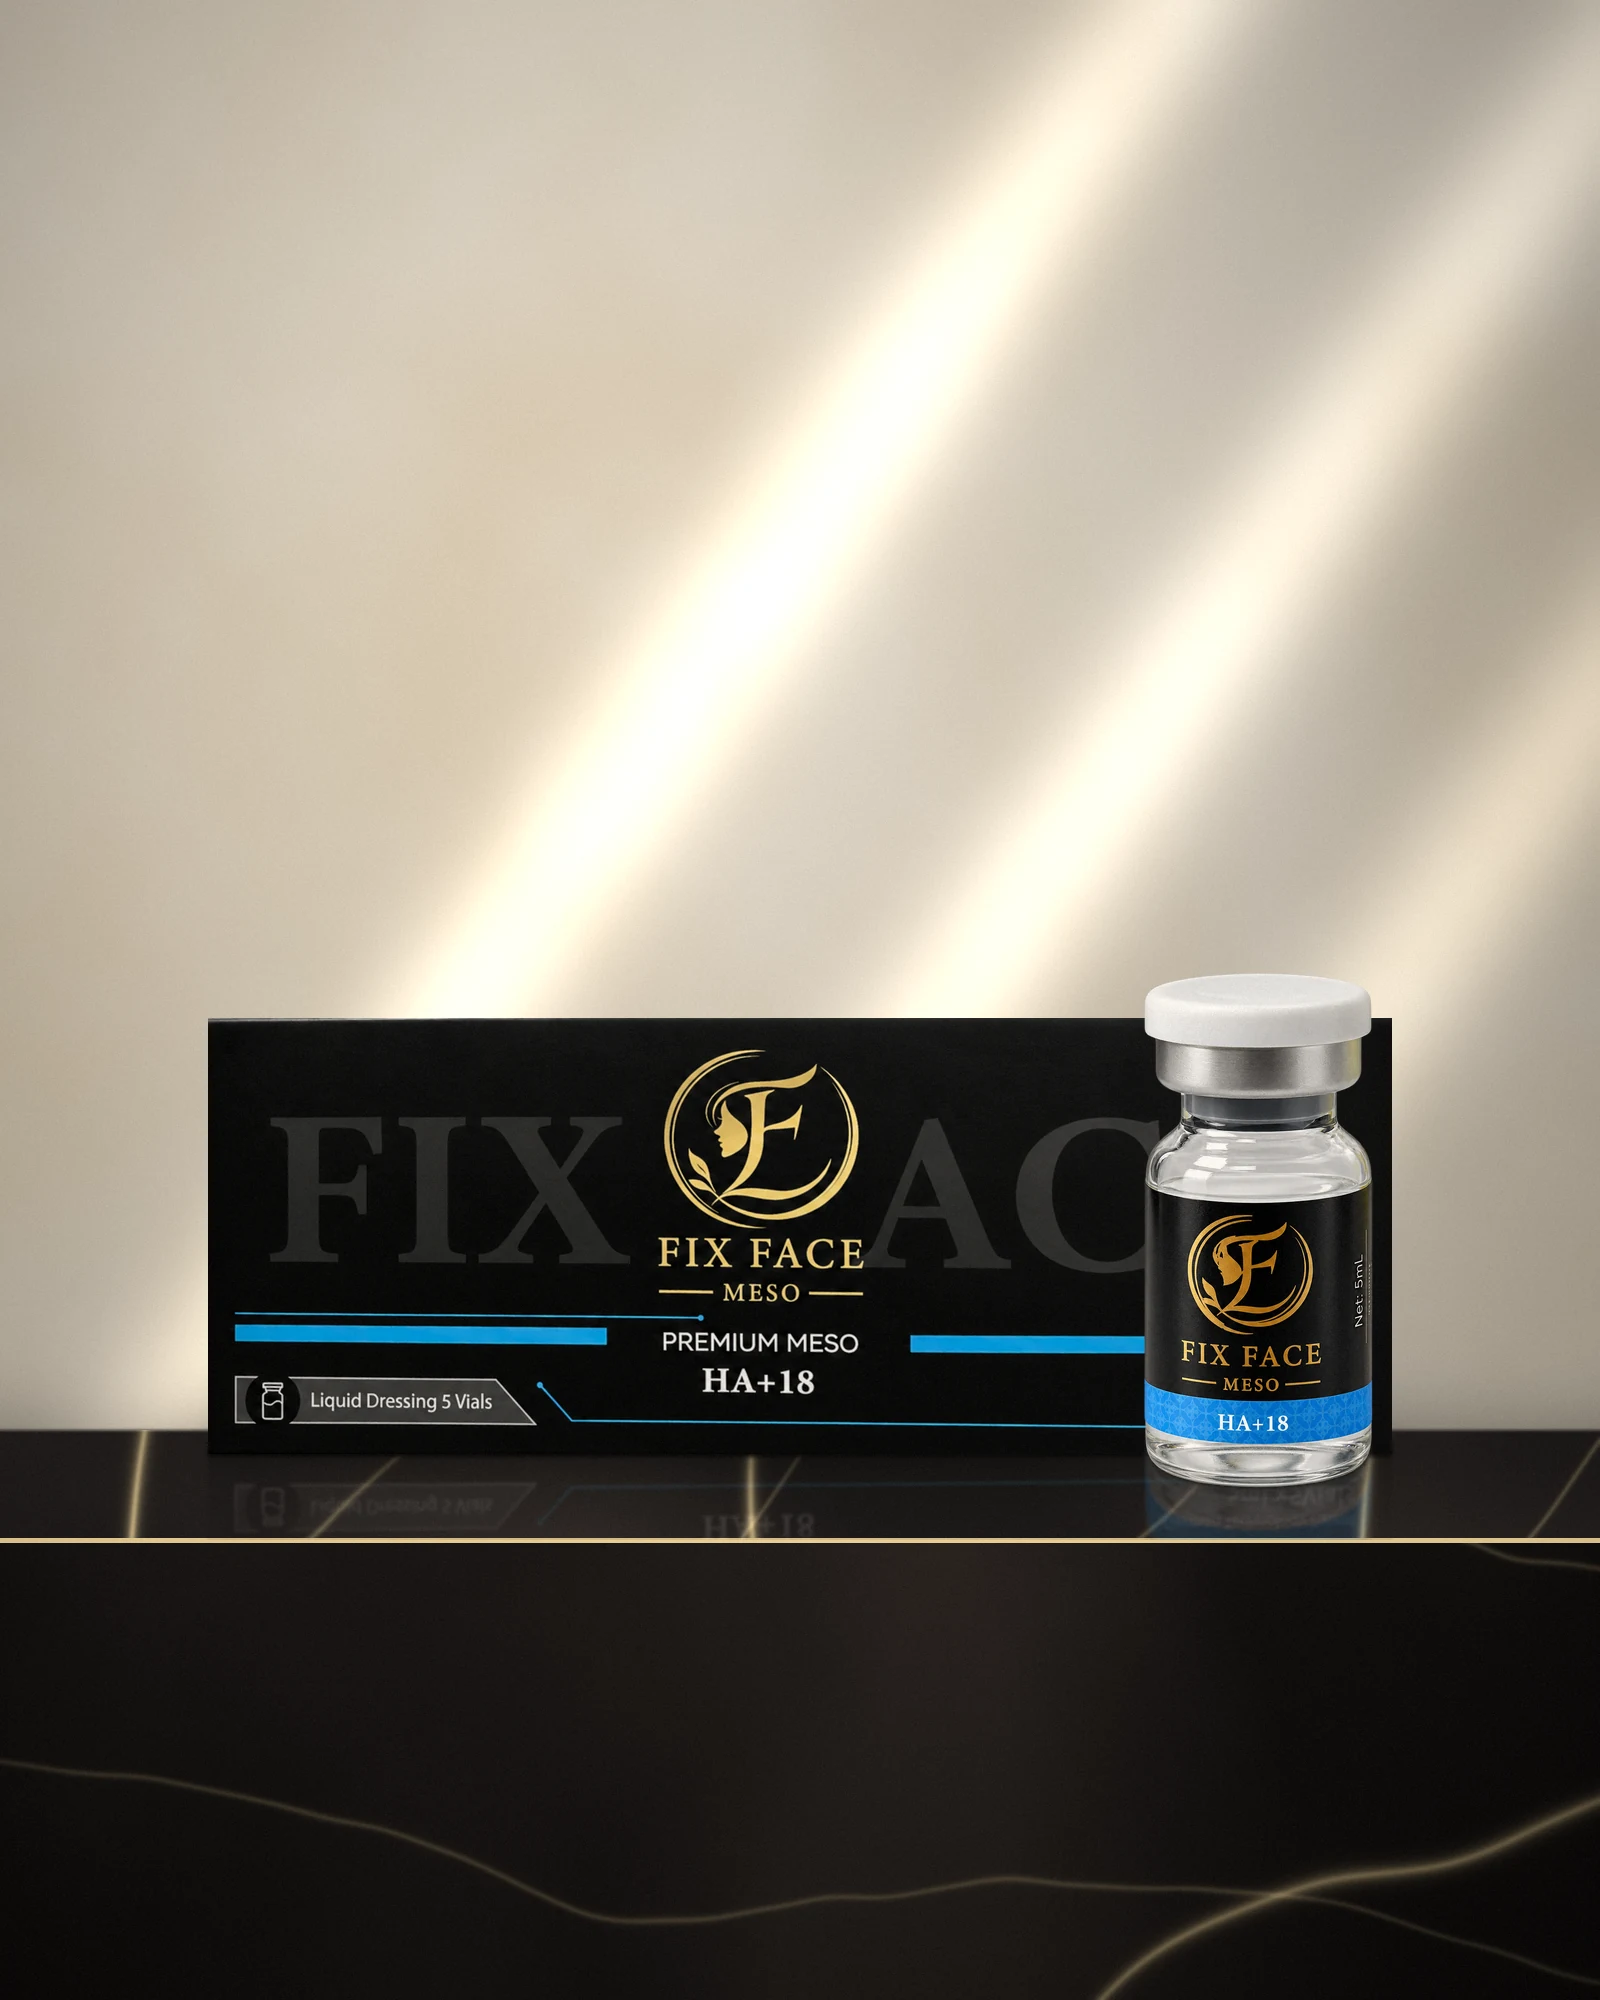 FIX AC
FIX FACE
MESO
PREMIUM MESO
HA+18
Liquid Dressing 5 Vials
FIX FACE
MESO
HA+18
Net: 5mL